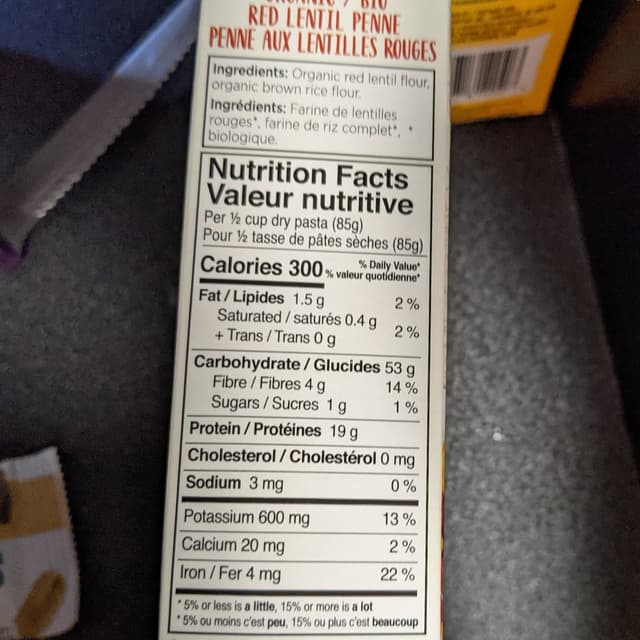 ORGANIC / BIO
RED LENTIL PENNE
PENNE AUX LENTILLES ROUGES
Ingredients: Organic red lentil flour,
organic brown rice flour.
Ingrédients: Farine de lentilles
rouges*, farine de riz complet*, *
biologique.
Nutrition Facts
Valeur nutritive
Per ½ cup dry pasta (85g)
Pour ½ tasse de pâtes sèches (85g)
Calories 300
% Daily Value*
% valeur quotidienne*
Fat / Lipides 1.5 g 2 %
Saturated / saturés 0.4 g
+ Trans / Trans 0 g 2 %
Carbohydrate / Glucides 53 g
Fibre / Fibres 4 g 14 %
Sugars / Sucres 1 g 1 %
Protein / Protéines 19 g
Cholesterol / Cholestérol 0 mg
Sodium 3 mg 0 %
Potassium 600 mg 13 %
Calcium 20 mg 2 %
Iron / Fer 4 mg 22 %
* 5% or less is a little, 15% or more is a lot
* 5% ou moins c'est peu, 15% ou plus c'est beaucoup